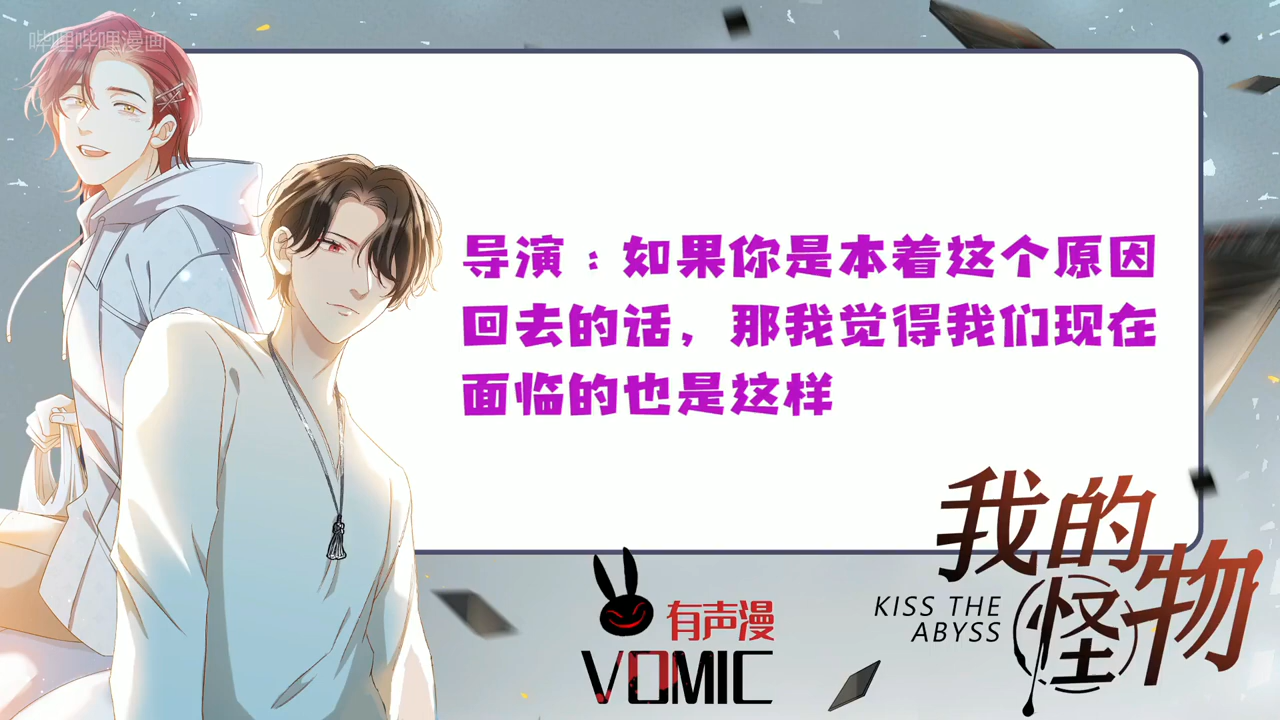 哔哩哔哩漫画
导演：如果你是本着这个原因
回去的话，那我觉得我们现在
面临的也是这样
我的
怪物
KISS THE
ABYSS
有声漫
VOMIC